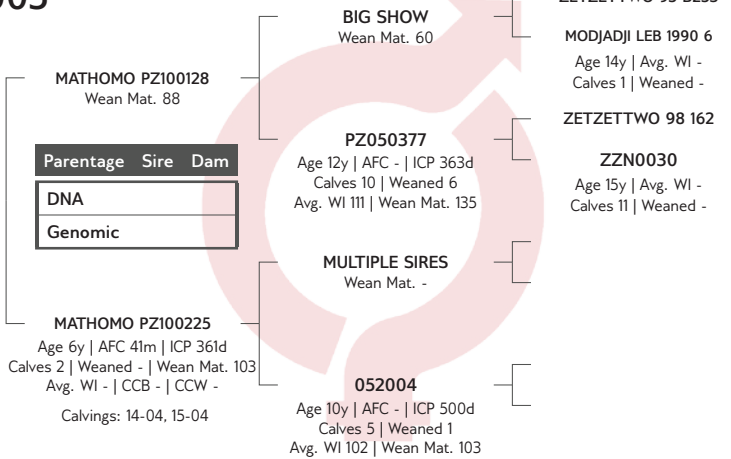 BIG SHOW
Wean Mat. 60
MODJADJI LEB 1990 6
Age 14y | Avg. WI -
Calves 1 | Weaned -
MATHOMO PZ100128
Wean Mat. 88
ZETZETTWO 98 162
PZ050377
Age 12y | AFC - | ICP 363d
Calves 10 | Weaned 6
Avg. WI 111 | Wean Mat. 135
ZZN0030
Age 15y | Avg. WI -
Calves 11 | Weaned -
Parentage Sire Dam
DNA
Genomic
MULTIPLE SIRES
Wean Mat. -
MATHOMO PZ100225
Age 6y | AFC 41m | ICP 361d
Calves 2 | Weaned - | Wean Mat. 103
Avg. WI - | CCB - | CCW -
Calvings: 14-04, 15-04
052004
Age 10y | AFC - | ICP 500d
Calves 5 | Weaned 1
Avg. WI 102 | Wean Mat. 103